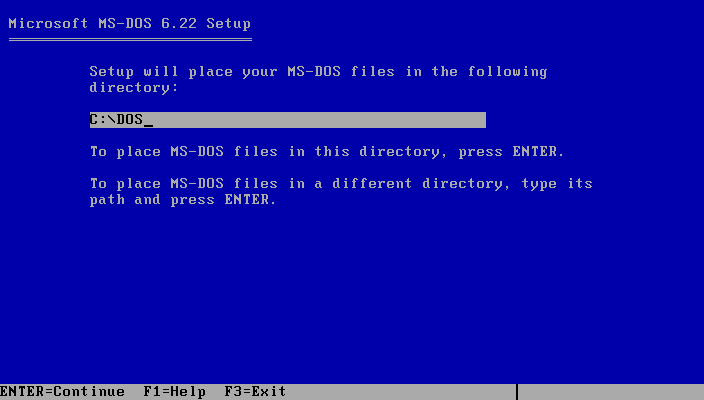 Microsoft MS-DOS 6.22 Setup
Setup will place your MS-DOS files in the following
directory:
C:\DOS_
To place MS-DOS files in this directory, press ENTER.
To place MS-DOS files in a different directory, type its
path and press ENTER.
ENTER=Continue  F1=Help  F3=Exit